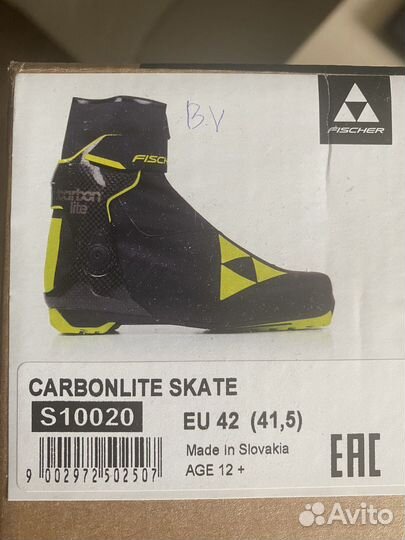 B.V
FISCHER
FISCHER
carbon
lite
CARBONLITE SKATE
S10020
EU 42 (41,5)
Made in Slovakia
AGE 12 +
9 002972 502507
EAC
Avito